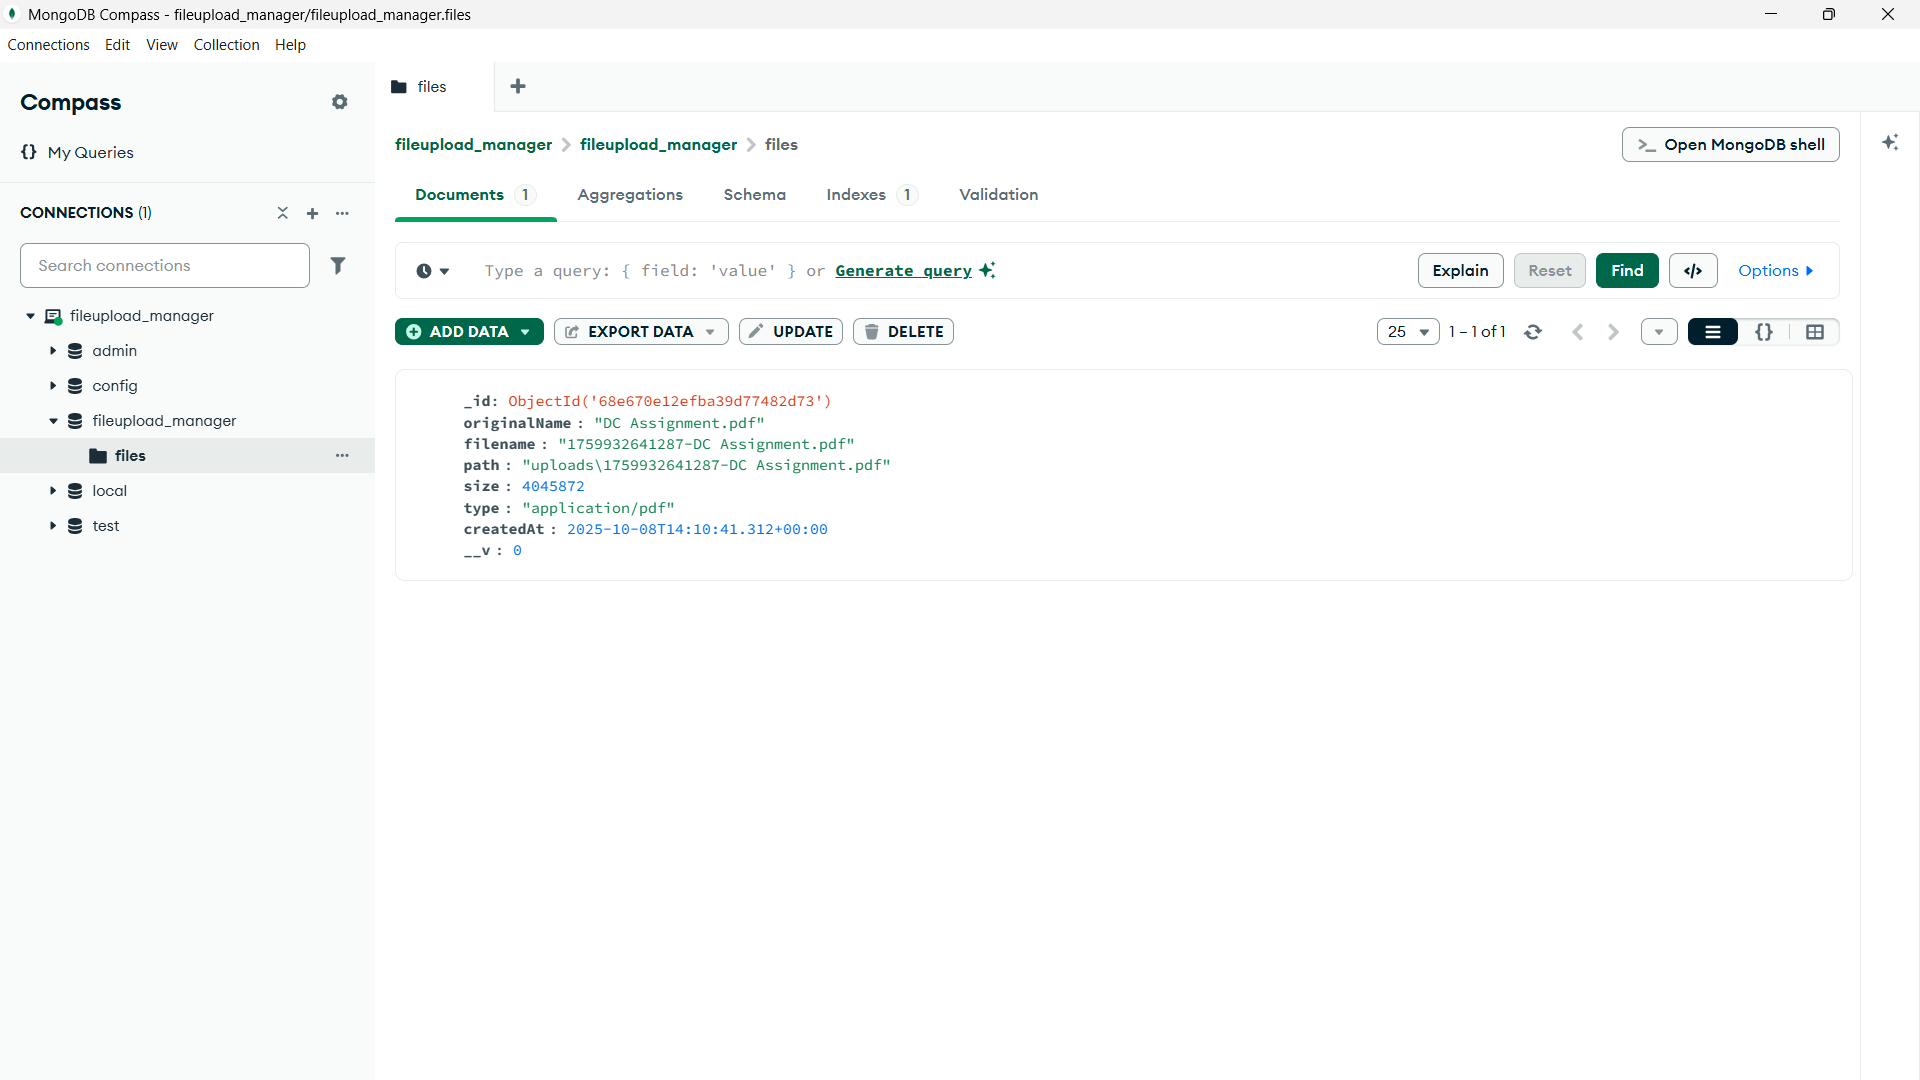 MongoDB Compass - fileupload_manager/fileupload_manager.files
Connections Edit View Collection Help
Compass
{} My Queries
CONNECTIONS (1)
Search connections
fileupload_manager
admin
config
fileupload_manager
files
local
test
files
fileupload_manager > fileupload_manager > files
>_ Open MongoDB shell
Documents 1 Aggregations Schema Indexes 1 Validation
Type a query: { field: 'value' } or Generate query
Explain Reset Find </> Options
ADD DATA EXPORT DATA UPDATE DELETE
25 1 – 1 of 1 {}
_id: ObjectId('68e670e12efba39d77482d73')
originalName : "DC Assignment.pdf"
filename : "1759932641287-DC Assignment.pdf"
path : "uploads\1759932641287-DC Assignment.pdf"
size : 4045872
type : "application/pdf"
createdAt : 2025-10-08T14:10:41.312+00:00
__v : 0